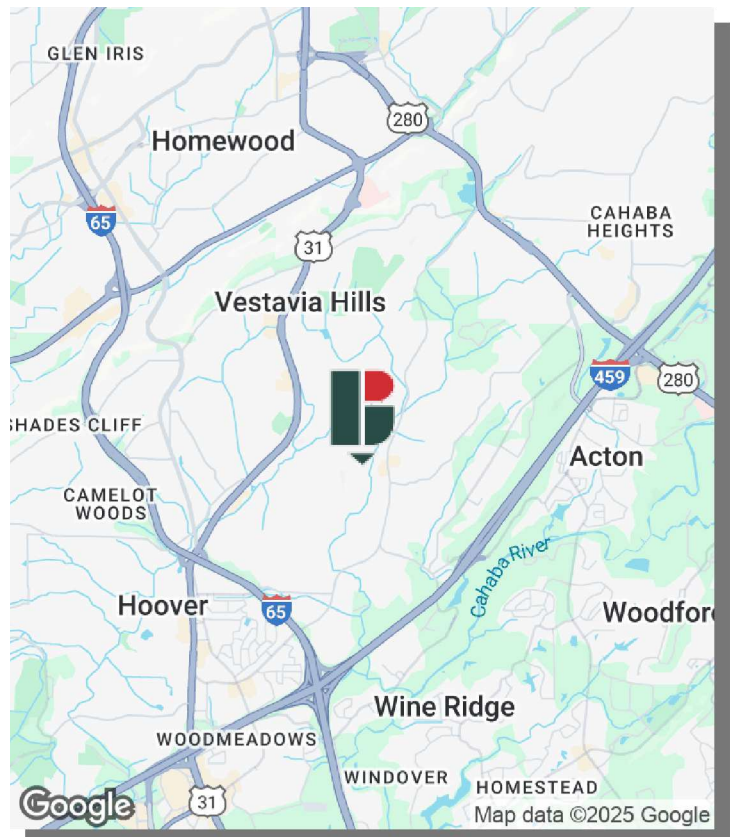 GLEN IRIS
280
Homewood
65
CAHABA
HEIGHTS
31
Vestavia Hills
459
280
SHADES CLIFF
Acton
CAMELOT
WOODS
Cahaba River
Hoover
65
Woodfor
Wine Ridge
WOODMEADOWS
WINDOVER
HOMESTEAD
31
Google
Map data ©2025 Google